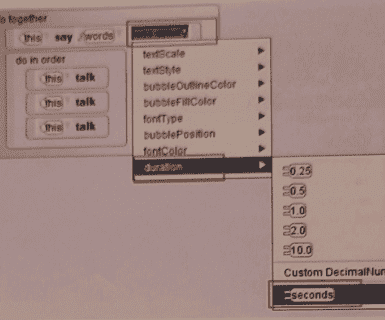 o together
this say words
do in order
this talk
this talk
this talk
textScale
textStyle
bubbleOutlineColor
bubbleFillColor
fontType
bubblePosition
fontColor
duration
0.25
0.5
1.0
2.0
10.0
Custom DecimalNum
seconds